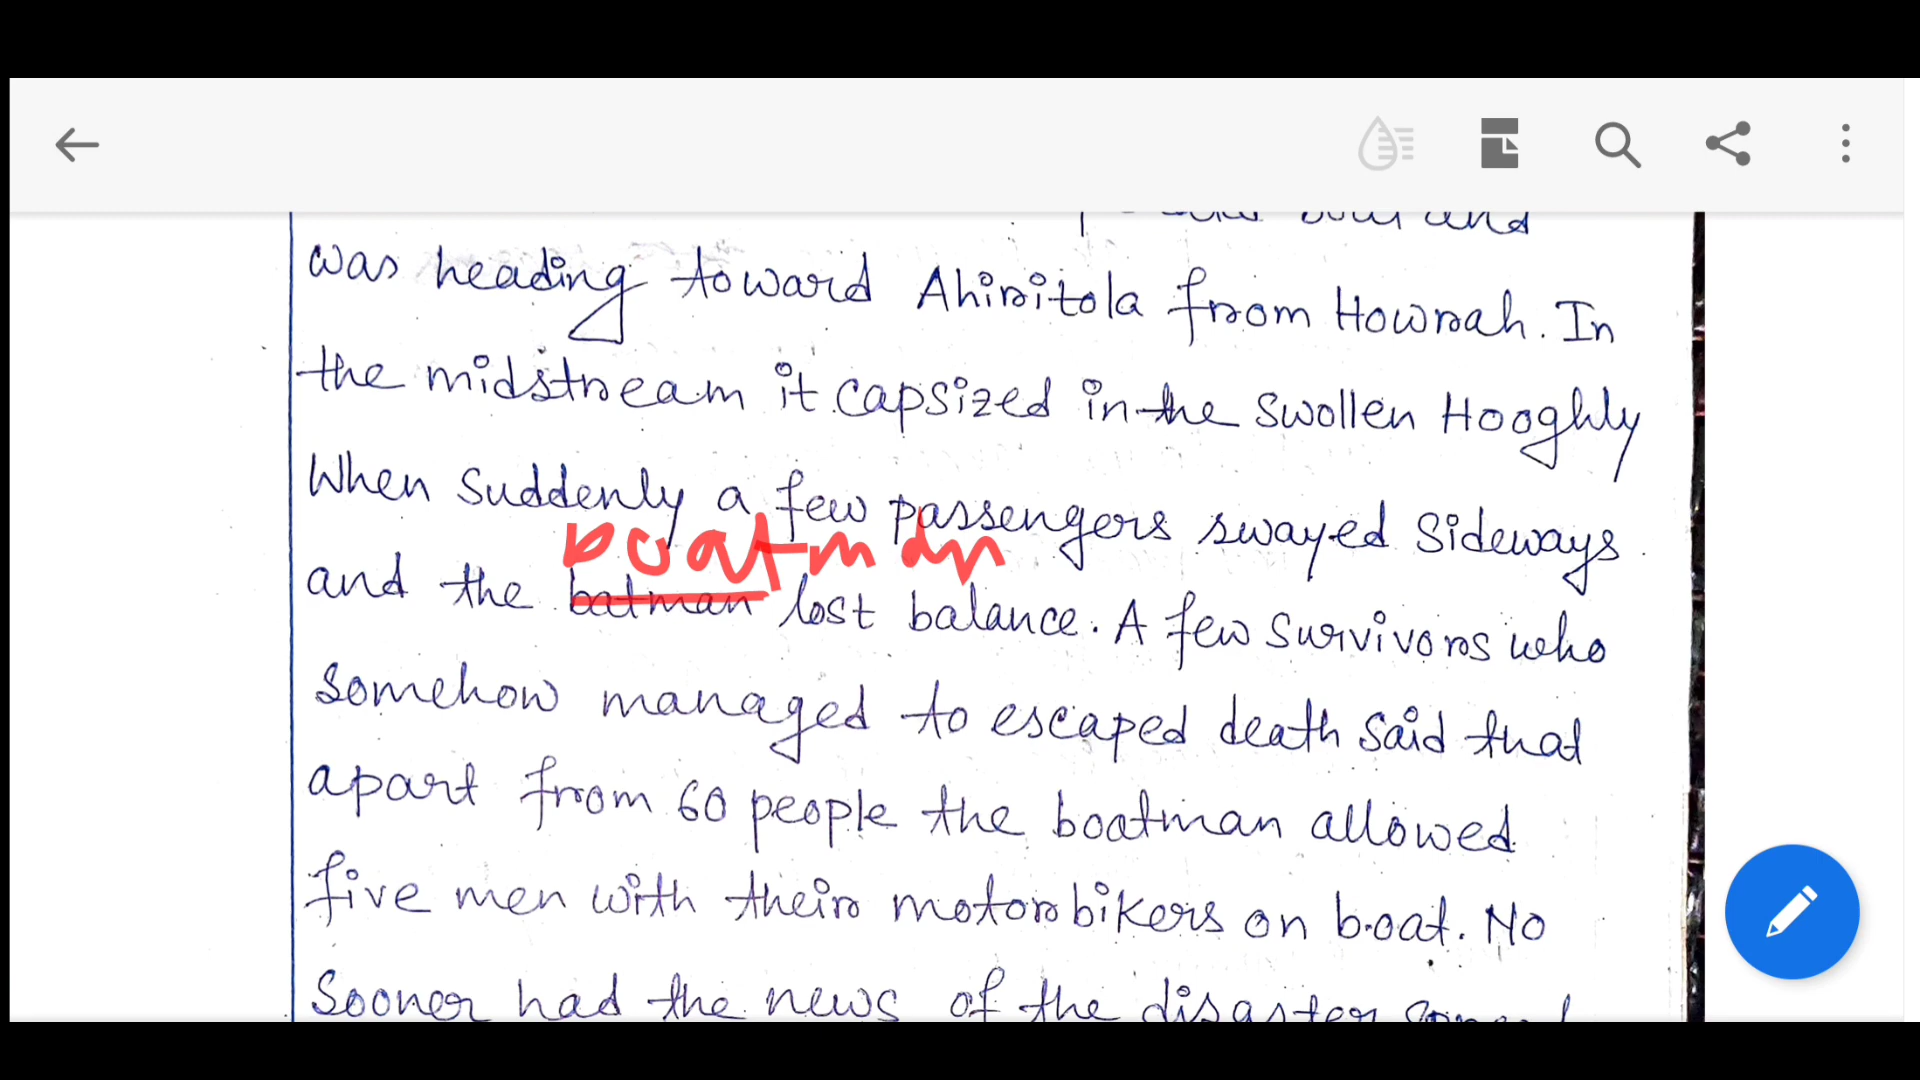 was heading toward Ahiritola from Howrah. In
the midstream it capsized in the swollen Hooghly
When suddenly a few passengers swayed sideways
boatman
and the batman lost balance. A few survivors who
somehow managed to escaped death said that
apart from 60 people the boatman allowed
five men with their motorbikers on boat. No
Sooner had the news of the disaster